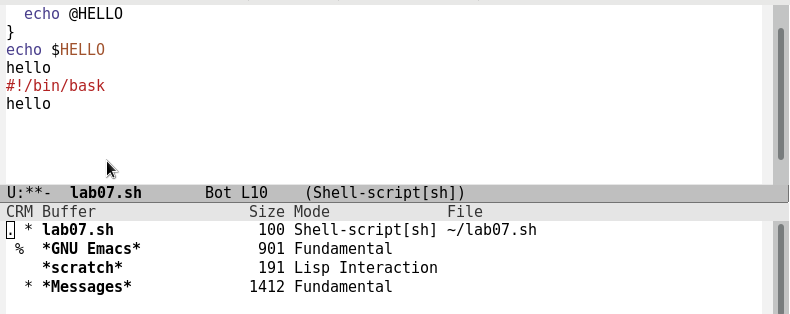 echo @HELLO
}
echo $HELLO
hello
#!/bin/bask
hello
U:**-  lab07.sh       Bot L10    (Shell-script[sh])
CRM Buffer                 Size Mode             File
. * lab07.sh                100 Shell-script[sh] ~/lab07.sh
 %  *GNU Emacs*             901 Fundamental
    *scratch*               191 Lisp Interaction
  * *Messages*             1412 Fundamental